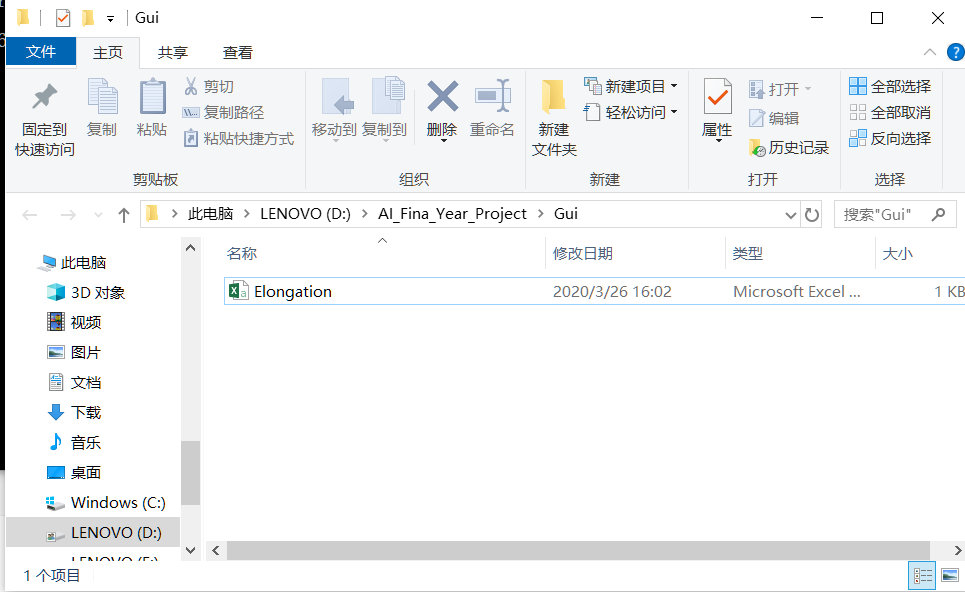 Gui
文件 主页 共享 查看
固定到
快速访问
复制
粘贴
剪切
复制路径
粘贴快捷方式
剪贴板
移动到
复制到
删除
重命名
组织
新建
文件夹
新建项目
轻松访问
新建
属性
打开
编辑
历史记录
打开
全部选择
全部取消
反向选择
选择
此电脑 > LENOVO (D:) > AI_Fina_Year_Project > Gui
搜索"Gui"
此电脑
3D 对象
视频
图片
文档
下载
音乐
桌面
Windows (C:)
LENOVO (D:)
名称 修改日期 类型 大小
Elongation 2020/3/26 16:02 Microsoft Excel ... 1 KB
1 个项目